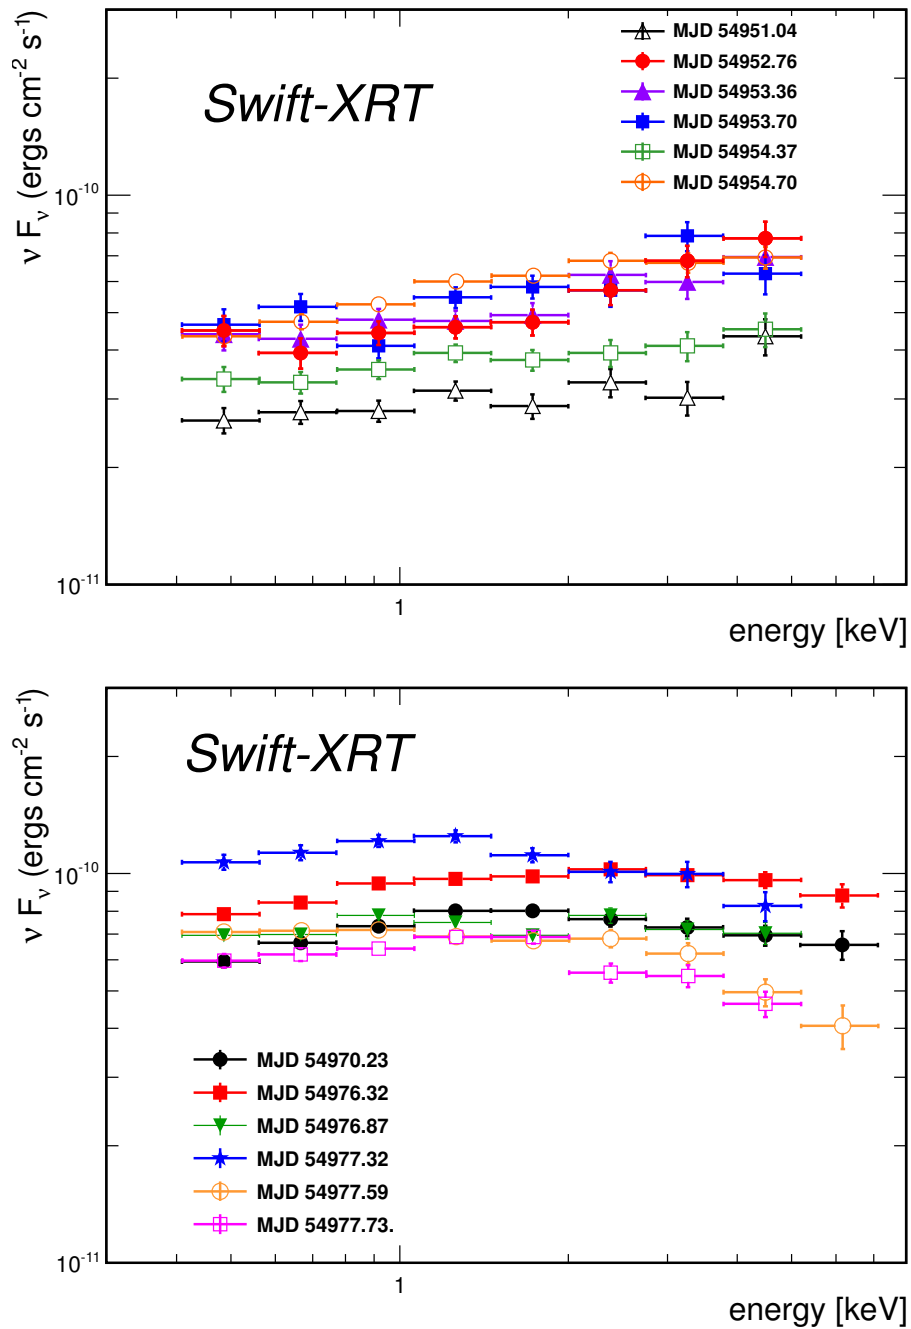 ν Fν (ergs cm⁻² s⁻¹)
Swift-XRT
MJD 54951.04
MJD 54952.76
MJD 54953.36
MJD 54953.70
MJD 54954.37
MJD 54954.70
10⁻¹⁰
10⁻¹¹
1
energy [keV]
ν Fν (ergs cm⁻² s⁻¹)
Swift-XRT
10⁻¹⁰
MJD 54970.23
MJD 54976.32
MJD 54976.87
MJD 54977.32
MJD 54977.59
MJD 54977.73.
10⁻¹¹
1
energy [keV]